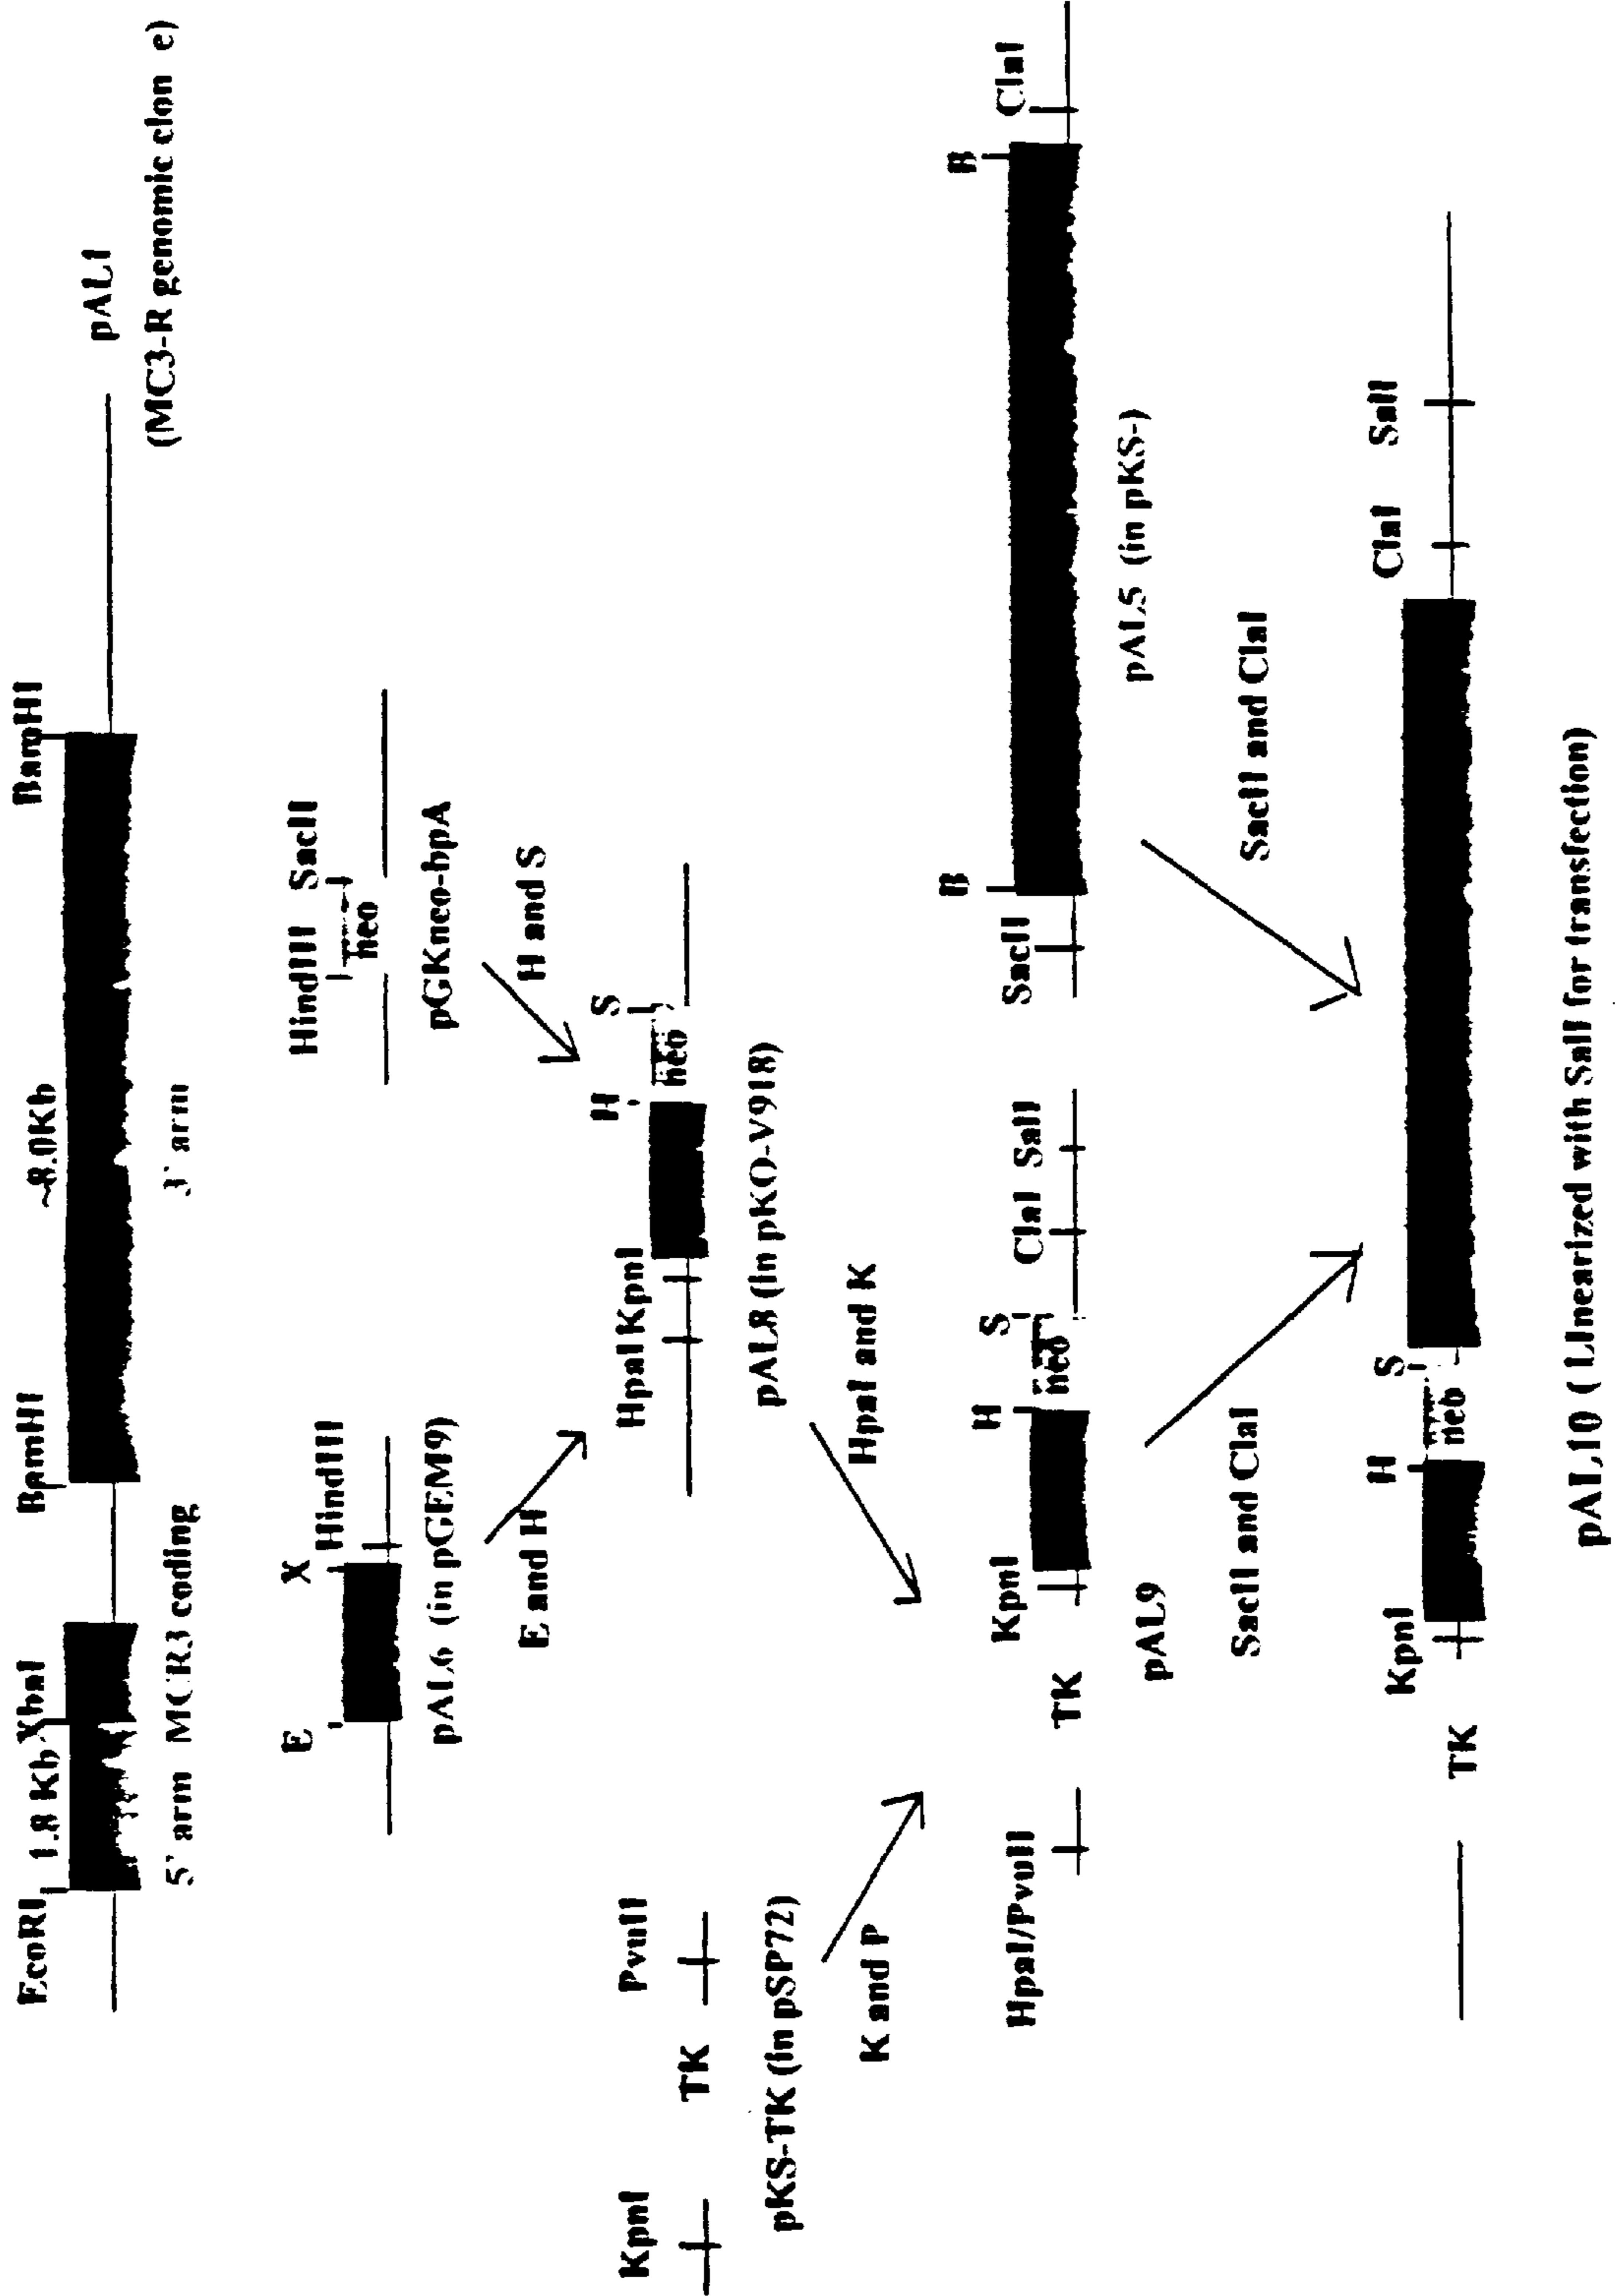 EcoRI 1.8 Kb XbaI BamHI ~8.0Kb BamHI
pAL1
5' arm MCR3 coding 3' arm
(MC3-R genomic clon e)
E X HindIII
HindIII SacII
neo
pAL6 (in pGEM9)
pGKneo-bpA
E and H
H and S
KpnI PvuII
HpaI KpnI H S
TK
neo
pKS-TK (in pSP72)
pAL8 (in pKO-V918)
K and P
HpaI and K
HpaI/PvuII KpnI H S ClaI SalI
SacII B B ClaI
TK
neo
pAL9
pAL5 (in pKS-)
SacII and ClaI
SacII and ClaI
KpnI H S ClaI SalI
TK
neo
pAL10 ( LInearized with SalI for transfection)